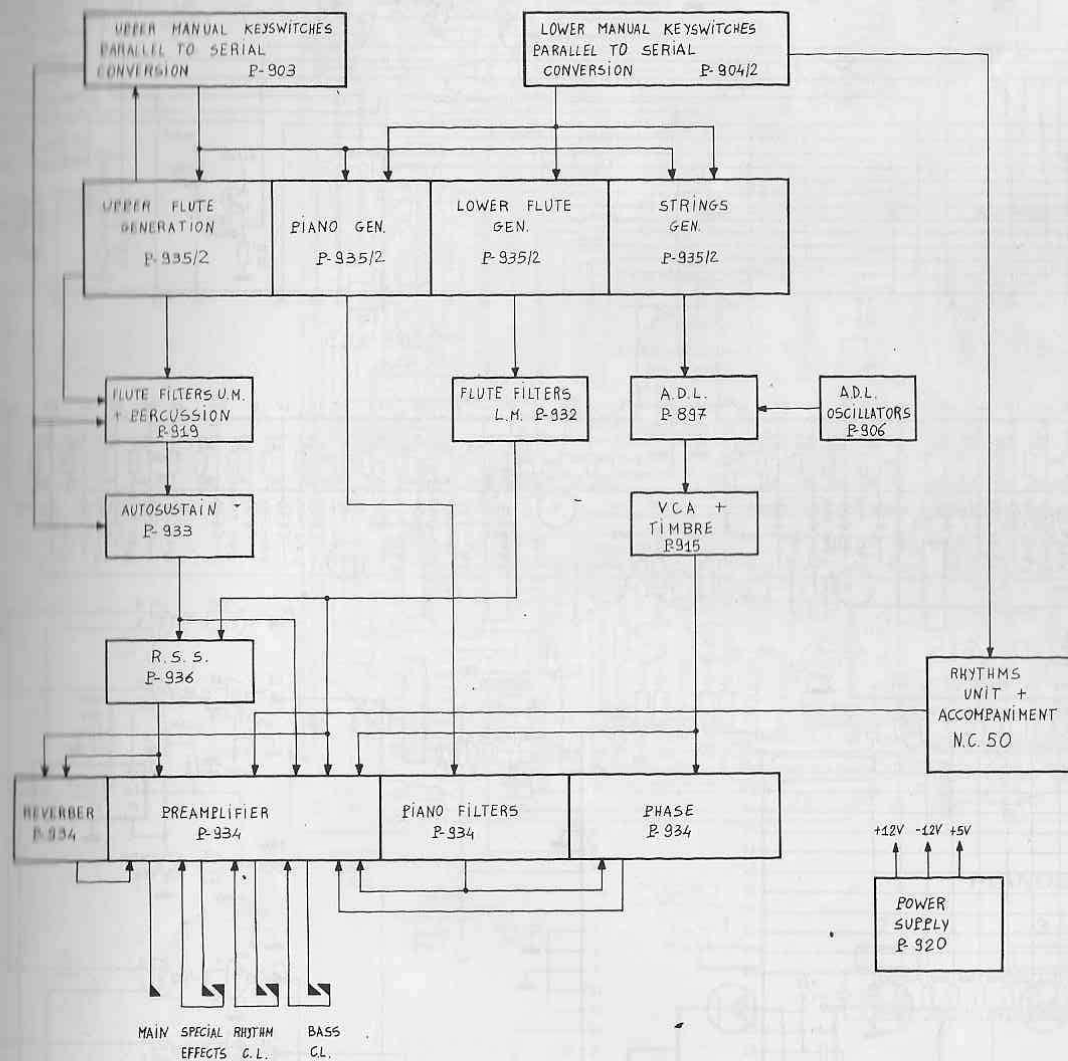 UPPER MANUAL KEYSWITCHES
PARALLEL TO SERIAL
CONVERSION P-903
LOWER MANUAL KEYSWITCHES
PARALLEL TO SERIAL
CONVERSION P-904/2
UPPER FLUTE
GENERATION
P-935/2
PIANO GEN.
P-935/2
LOWER FLUTE
GEN.
P-935/2
STRINGS
GEN.
P-935/2
FLUTE FILTERS U.M.
+ PERCUSSION
P-919
FLUTE FILTERS
L.M. P-932
A.D.L.
P-897
A.D.L.
OSCILLATORS
P-906
AUTOSUSTAIN
P-933
VCA +
TIMBRE
P-915
R.S.S.
P-936
RHYTHMS
UNIT +
ACCOMPANIMENT
N.C. 50
REVERBER
P-934
PREAMPLIFIER
P-934
PIANO FILTERS
P-934
PHASE
P-934
+12V -12V +5V
POWER
SUPPLY
P-920
MAIN
SPECIAL
EFFECTS
RHYTHM
C.L.
BASS
C.L.